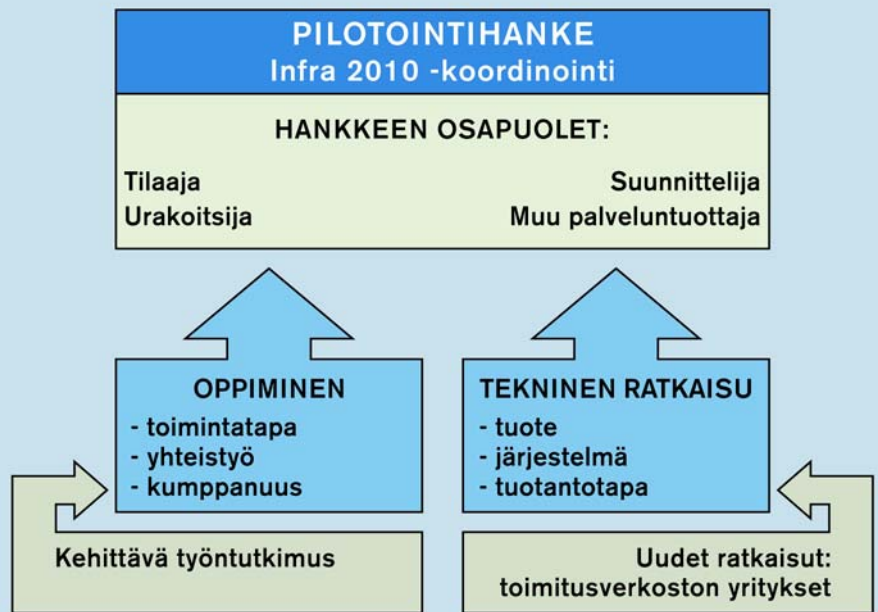 PILOTOINTIHANKE
Infra 2010 -koordinointi
HANKKEEN OSAPUOLET:
Tilaaja
Suunnittelija
Urakoitsija
Muu palveluntuottaja
OPPIMINEN
- toimintatapa
- yhteistyö
- kumppanuus
TEKNINEN RATKAISU
- tuote
- järjestelmä
- tuotantotapa
Kehittävä työntutkimus
Uudet ratkaisut:
toimitusverkoston yritykset